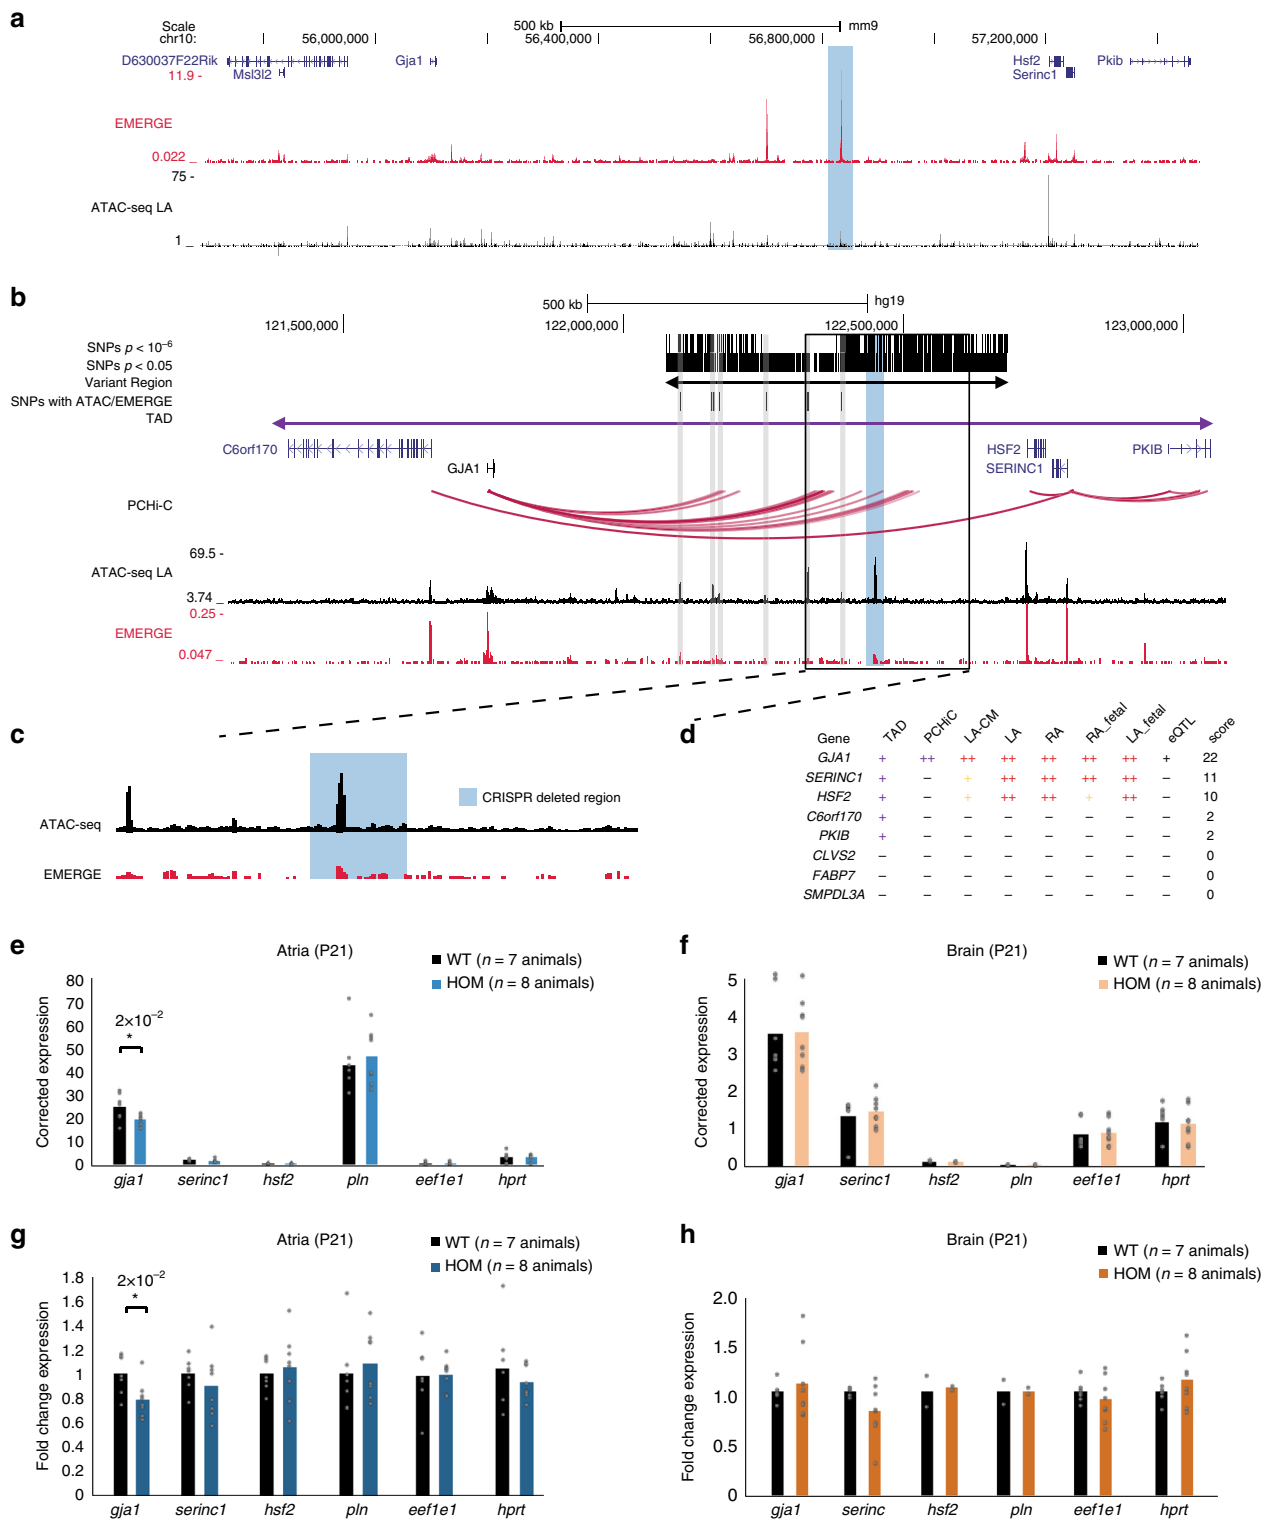 a
Scale 500 kb mm9
chr10: 56,000,000 56,400,000 56,800,000 57,200,000
D630037F22Rik Gja1 Hsf2 Pkib
11.9 - Msl3l2 Serinc1
EMERGE
0.022 _
75 -
ATAC-seq LA
1 _
b
500 kb hg19
121,500,000 122,000,000 122,500,000 123,000,000
SNPs p < 10⁻⁶
SNPs p < 0.05
Variant Region
SNPs with ATAC/EMERGE
TAD
C6orf170 HSF2 PKIB
GJA1 SERINC1
PCHi-C
69.5 -
ATAC-seq LA
3.74 _
0.25 -
EMERGE
0.047 _
c
CRISPR deleted region
ATAC-seq
EMERGE
d
Gene TAD PCHiC LA-CM LA RA RA_fetal LA_fetal eQTL score
GJA1 + ++ ++ ++ ++ ++ ++ + 22
SERINC1 + – + ++ ++ ++ ++ – 11
HSF2 + – + ++ ++ + ++ – 10
C6orf170 + – – – – – – – 2
PKIB + – – – – – – – 2
CLVS2 – – – – – – – – 0
FABP7 – – – – – – – – 0
SMPDL3A – – – – – – – – 0
e
Atria (P21)
WT (n = 7 animals)
HOM (n = 8 animals)
2×10⁻²
*
Corrected expression
80
70
60
50
40
30
20
10
0
gja1 serinc1 hsf2 pln eef1e1 hprt
f
Brain (P21)
WT (n = 7 animals)
HOM (n = 8 animals)
Corrected expression
5
4
3
2
1
0
gja1 serinc1 hsf2 pln eef1e1 hprt
g
Atria (P21)
WT (n = 7 animals)
HOM (n = 8 animals)
2×10⁻²
*
Fold change expression
1.8
1.6
1.4
1.2
1
0.8
0.6
0.4
0.2
0
gja1 serinc1 hsf2 pln eef1e1 hprt
h
Brain (P21)
WT (n = 7 animals)
HOM (n = 8 animals)
Fold change expression
2.0
1.5
1.0
0.5
0
gja1 serinc hsf2 pln eef1e1 hprt